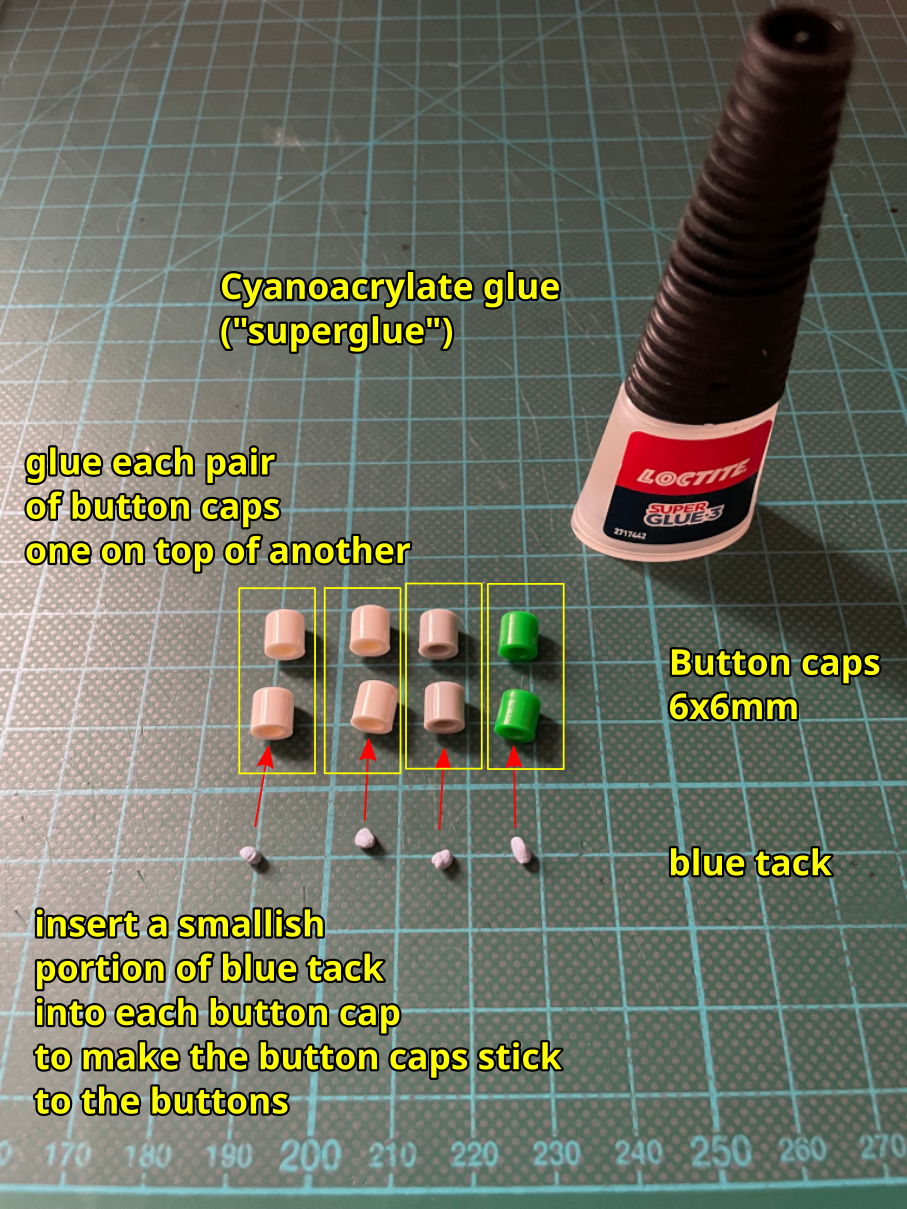 Cyanoacrylate glue
("superglue")
glue each pair
of button caps
one on top of another
LOCTITE
SUPER
GLUE-3
2717442
Button caps
6x6mm
blue tack
insert a smallish
portion of blue tack
into each button cap
to make the button caps stick
to the buttons
0 170 180 190 200 210 220 230 240 250 260 270